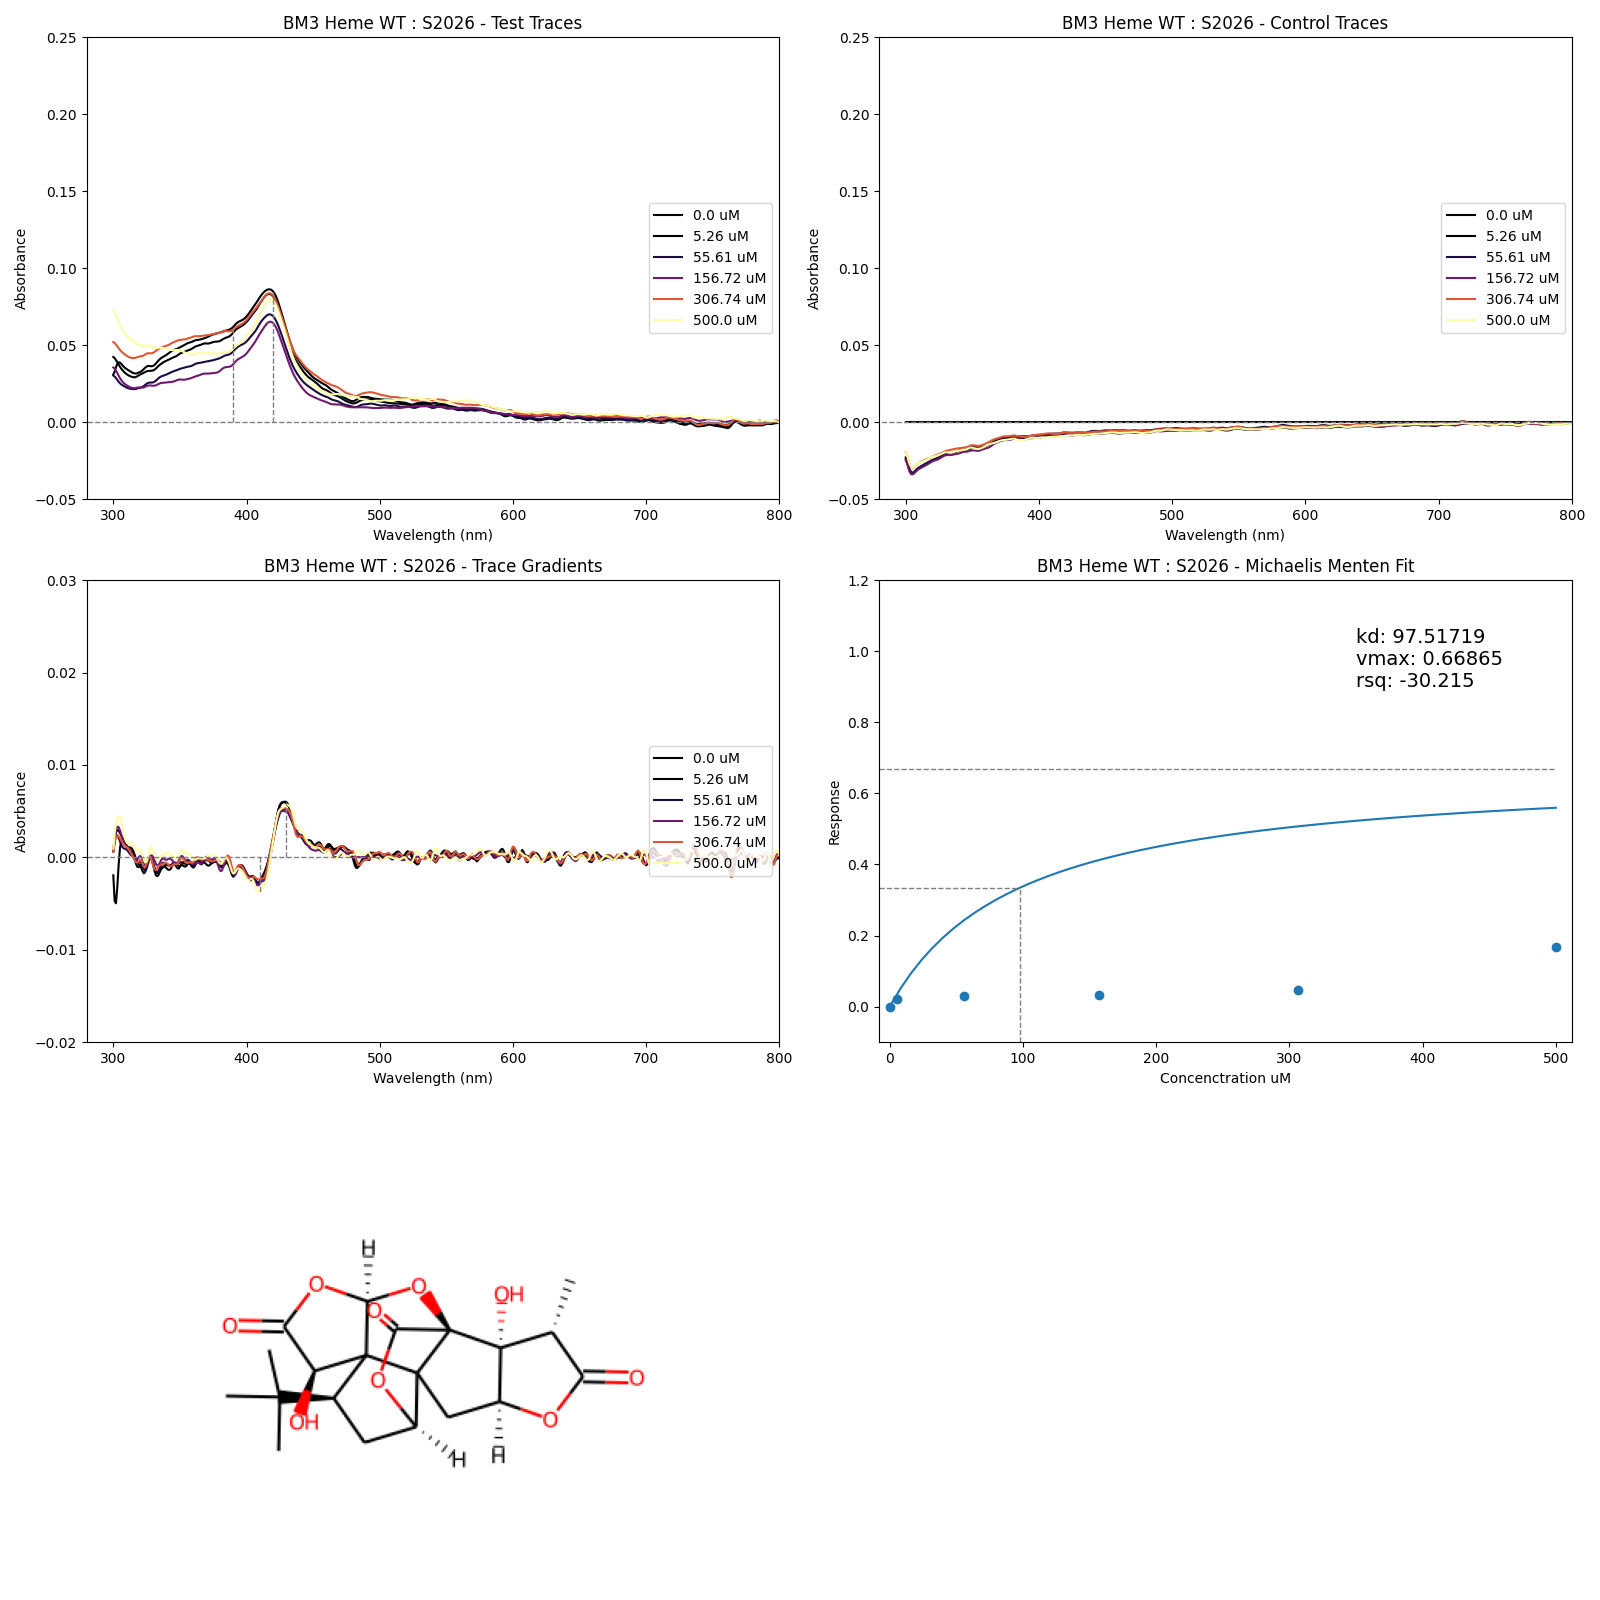 BM3 Heme WT : S2026 - Test Traces
0.25
0.20
0.15
0.10
0.05
0.00
−0.05
Absorbance
300
400
500
600
700
800
Wavelength (nm)
0.0 uM
5.26 uM
55.61 uM
156.72 uM
306.74 uM
500.0 uM
BM3 Heme WT : S2026 - Control Traces
0.25
0.20
0.15
0.10
0.05
0.00
−0.05
Absorbance
300
400
500
600
700
800
Wavelength (nm)
0.0 uM
5.26 uM
55.61 uM
156.72 uM
306.74 uM
500.0 uM
BM3 Heme WT : S2026 - Trace Gradients
0.03
0.02
0.01
0.00
−0.01
−0.02
Absorbance
300
400
500
600
700
800
Wavelength (nm)
0.0 uM
5.26 uM
55.61 uM
156.72 uM
306.74 uM
500.0 uM
BM3 Heme WT : S2026 - Michaelis Menten Fit
1.2
1.0
0.8
0.6
0.4
0.2
0.0
Response
kd: 97.51719
vmax: 0.66865
rsq: -30.215
0
100
200
300
400
500
Concenctration uM
H
O
O
OH
O
O
O
O
O
OH
H
H